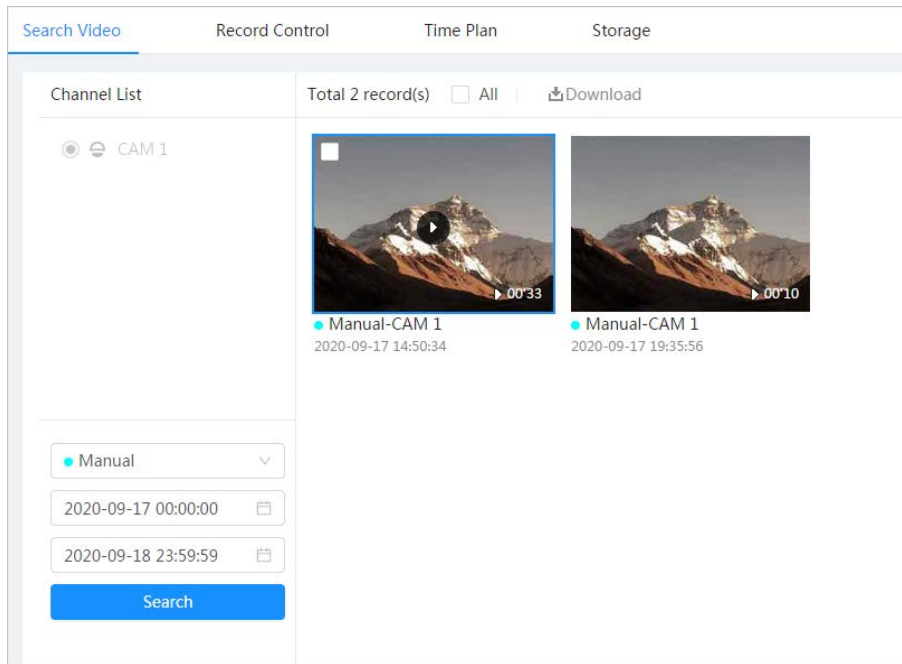 Search Video Record Control Time Plan Storage
Channel List
CAM 1
Total 2 record(s) All Download
00'33
Manual-CAM 1
2020-09-17 14:50:34
00'10
Manual-CAM 1
2020-09-17 19:35:56
Manual
2020-09-17 00:00:00
2020-09-18 23:59:59
Search